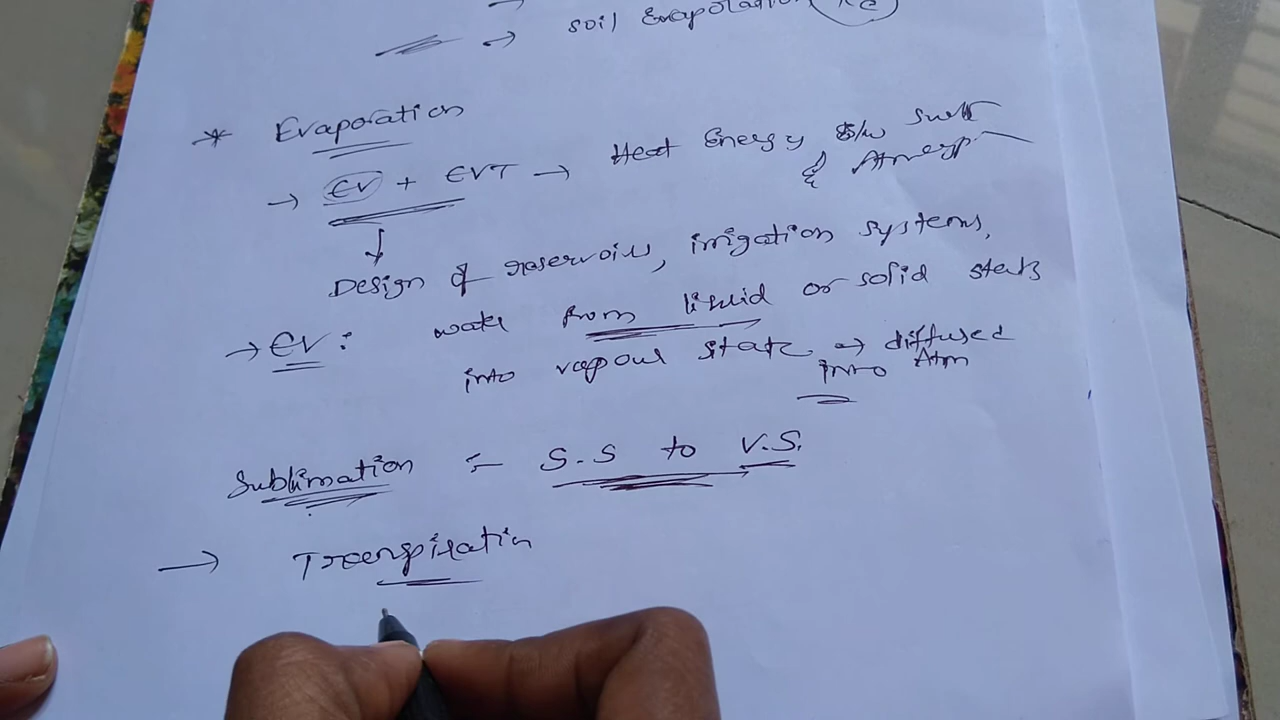 → soil Evaporation
* Evaporation
→ EV + EVT → Heat Energy b/w
& Atmosp
Design of reservoirs, irrigation systems,
→ EV : water from liquid or solid state
into vapour state → diffused
into Atm
Sublimation :- S.S to V.S.
→ Transpiration